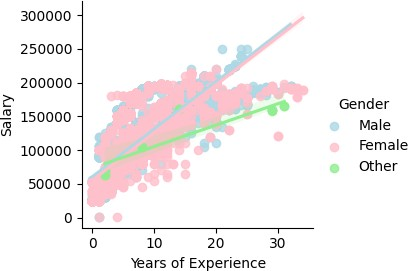 300000
250000
200000
150000
100000
50000
0
Salary
0 10 20 30
Years of Experience
Gender
Male
Female
Other